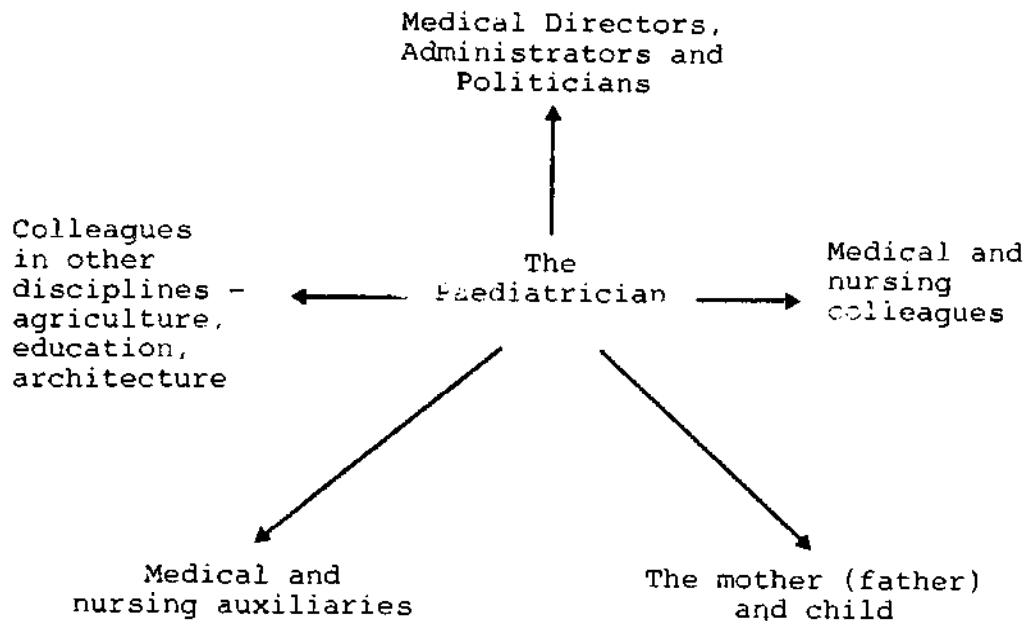 Medical Directors,
Administrators and
Politicians
Colleagues
in other
disciplines -
agriculture,
education,
architecture
The
Paediatrician
Medical and
nursing
colleagues
Medical and
nursing auxiliaries
The mother (father)
and child